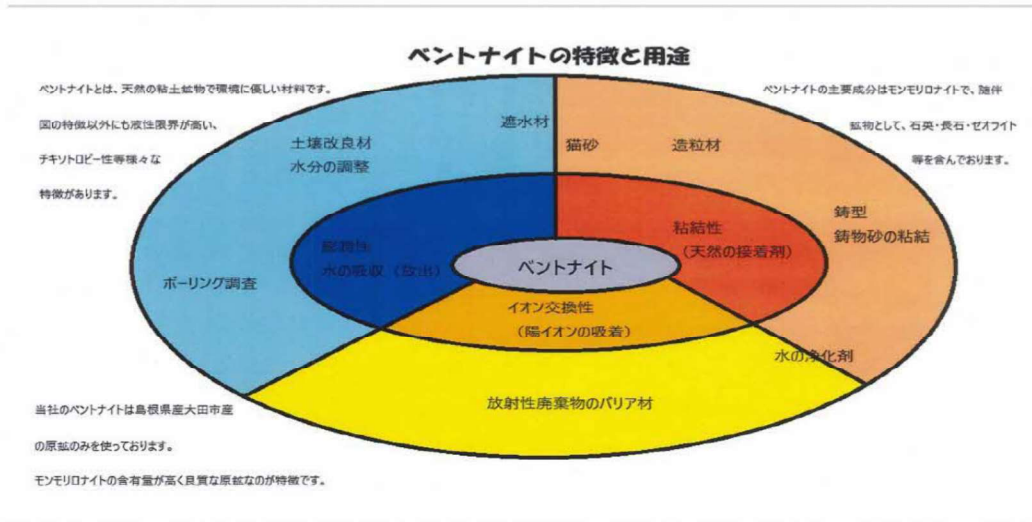 ベントナイトの特徴と用途
ベントナイトとは、天然の粘土鉱物で環境に優しい材料です。
図の特徴以外にも液性限界が高い、
チキソトロピー性等様々な
特徴があります。
ベントナイトの主要成分はモンモリロナイトで、随伴
鉱物として、石英・長石・ゼオライト
等を含んでおります。
遮水材
土壌改良材
水分の調整
ボーリング調査
猫砂
造粒材
鋳型
鋳物砂の粘結
膨潤性
水の吸収（放出）
粘結性
（天然の接着剤）
ベントナイト
イオン交換性
（陽イオンの吸着）
水の浄化剤
放射性廃棄物のバリア材
当社のベントナイトは島根県産大田市産
の原鉱のみを使っております。
モンモリロナイトの含有量が高く良質な原鉱なのが特徴です。